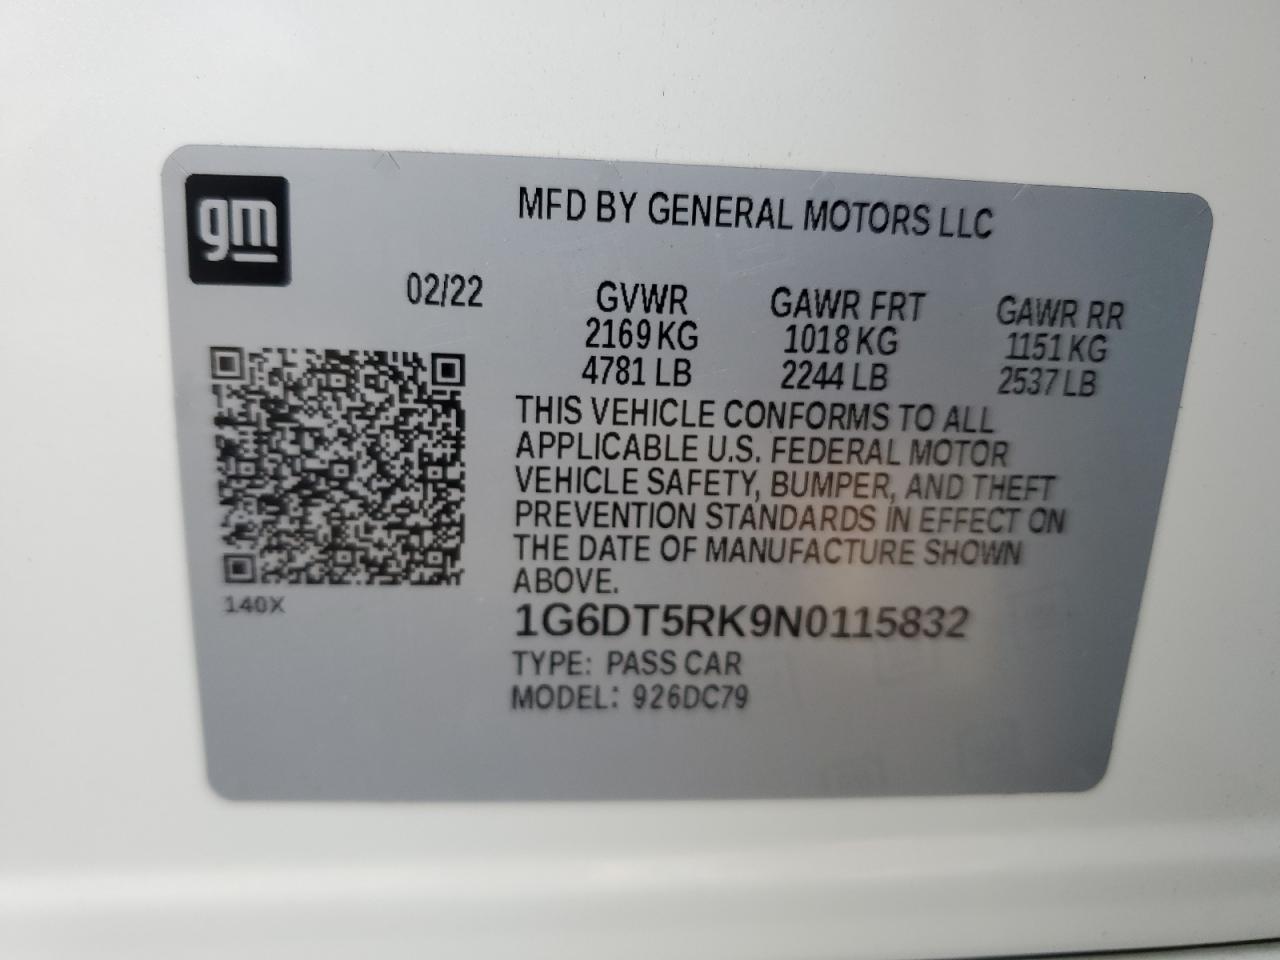 gm
MFD BY GENERAL MOTORS LLC
02/22
GVWR
2169 KG
4781 LB
GAWR FRT
1018 KG
2244 LB
GAWR RR
1151 KG
2537 LB
THIS VEHICLE CONFORMS TO ALL
APPLICABLE U.S. FEDERAL MOTOR
VEHICLE SAFETY, BUMPER, AND THEFT
PREVENTION STANDARDS IN EFFECT ON
THE DATE OF MANUFACTURE SHOWN
ABOVE.
140X
1G6DT5RK9N0115832
TYPE: PASS CAR
MODEL: 926DC79